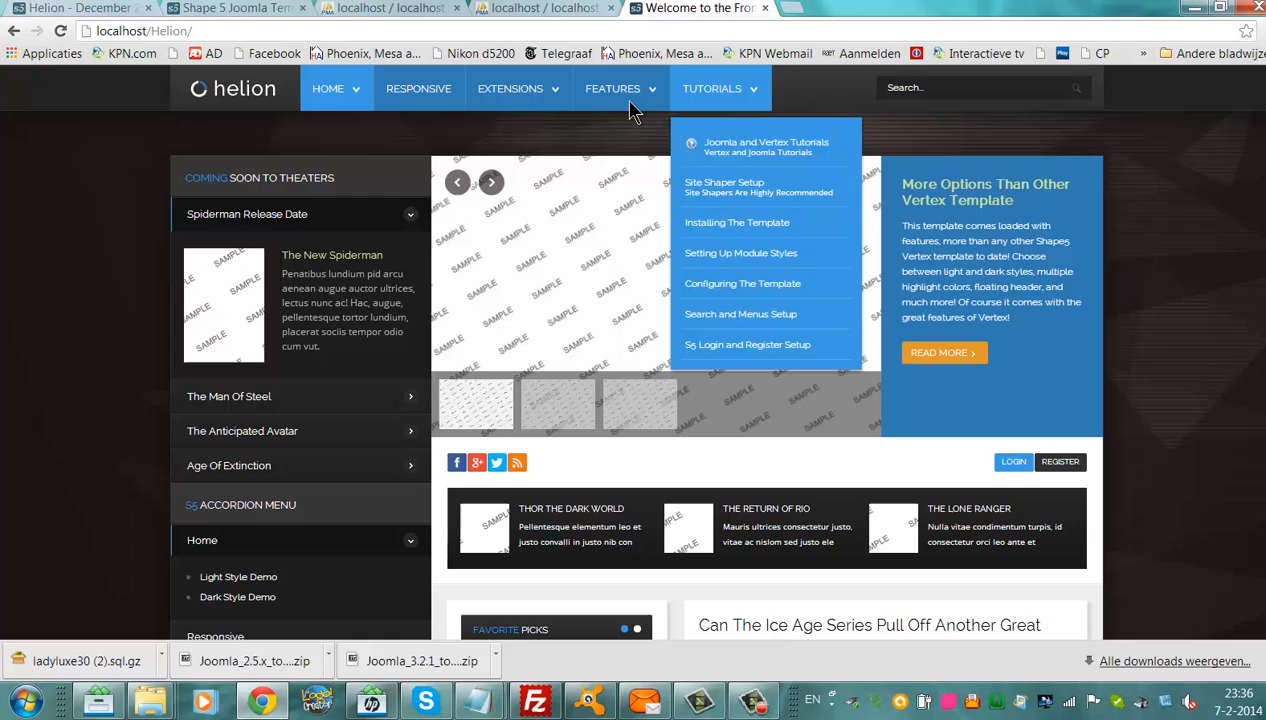 Helion - December 2
Shape 5 Joomla Tem
localhost / localhost /
localhost / localhost /
Welcome to the Fror
localhost/Helion/
Applicaties
KPN.com
AD
Facebook
Phoenix, Mesa a...
Nikon d5200
Telegraaf
Phoenix, Mesa a...
KPN Webmail
Aanmelden
Interactieve tv
CP
»
Andere bladwijz
helion
HOME
RESPONSIVE
EXTENSIONS
FEATURES
TUTORIALS
Search...
Joomla and Vertex Tutorials
Vertex and Joomla Tutorials
Site Shaper Setup
Site Shapers Are Highly Recommended
Installing The Template
Setting Up Module Styles
Configuring The Template
Search and Menus Setup
S5 Login and Register Setup
COMING SOON TO THEATERS
Spiderman Release Date
The New Spiderman
Penatibus lundium pid arcu
aenean augue auctor ultrices,
lectus nunc ac! Hac, augue,
pellentesque tortor lundium,
placerat sociis tempor odio
cum vut.
The Man Of Steel
The Anticipated Avatar
Age Of Extinction
S5 ACCORDION MENU
Home
Light Style Demo
Dark Style Demo
Responsive
SAMPLE
More Options Than Other
Vertex Template
This template comes loaded with
features, more than any other Shape5
Vertex template to date! Choose
between light and dark styles, multiple
highlight colors, floating header, and
much more! Of course it comes with the
great features of Vertex!
READ MORE
LOGIN
REGISTER
THOR THE DARK WORLD
Pellentesque elementum leo et
justo convalli in justo nib con
THE RETURN OF RIO
Mauris ultrices consectetur justo,
vitae ac nislom sed justo ele
THE LONE RANGER
Nulla vitae condimentum turpis, id
consectetur orci leo ante et
FAVORITE PICKS
Can The Ice Age Series Pull Off Another Great
ladyluxe30 (2).sql.gz
Joomla_2.5.x_to....zip
Joomla_3.2.1_to....zip
Alle downloads weergeven...
EN
23:36
7-2-2014